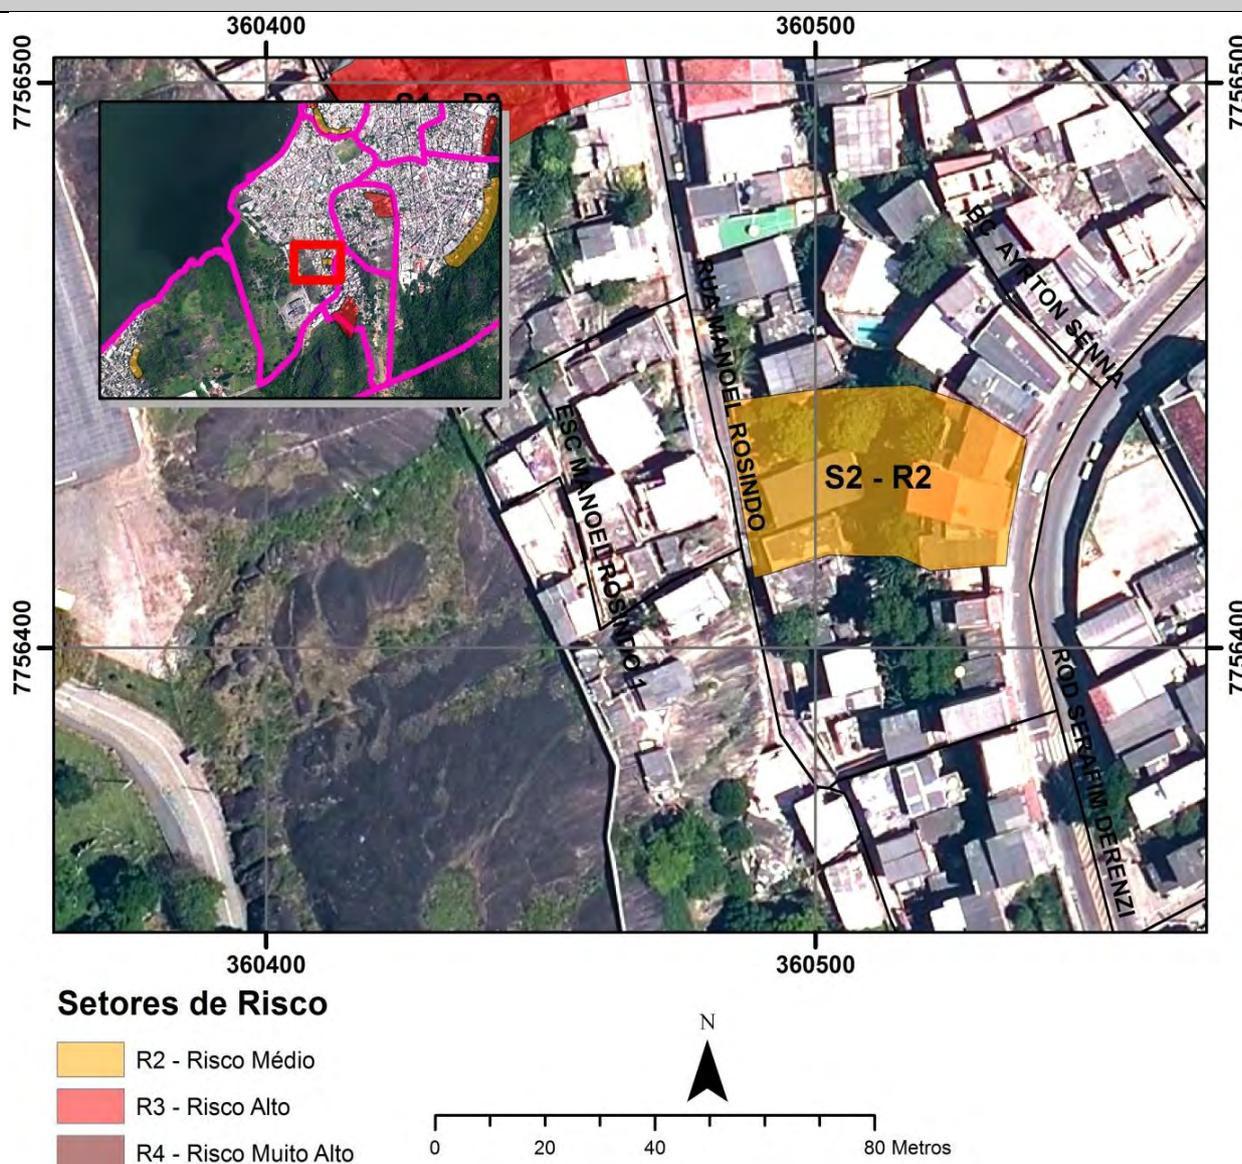 360400 360500
7756500 7756500
S1 - R3
RUA MANOEL ROSINDO
BC AYRTON SENNA
ESC MANOEL ROSINDO 1
S2 - R2
7756400 7756400
ROD SERAFIM DERENZI
360400 360500
Setores de Risco
N
R2 - Risco Médio
R3 - Risco Alto
R4 - Risco Muito Alto
0 20 40 80 Metros